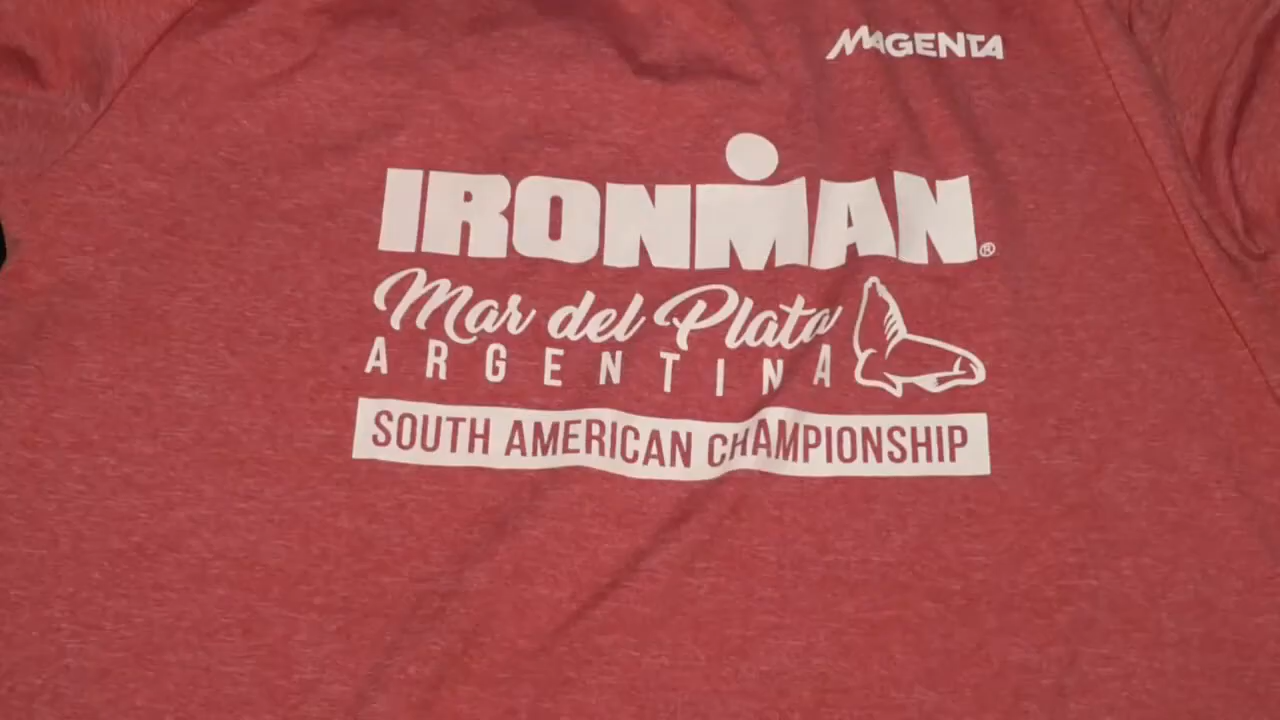 MAGENTA
IRONMAN®
Mar del Plata
ARGENTINA
SOUTH AMERICAN CHAMPIONSHIP